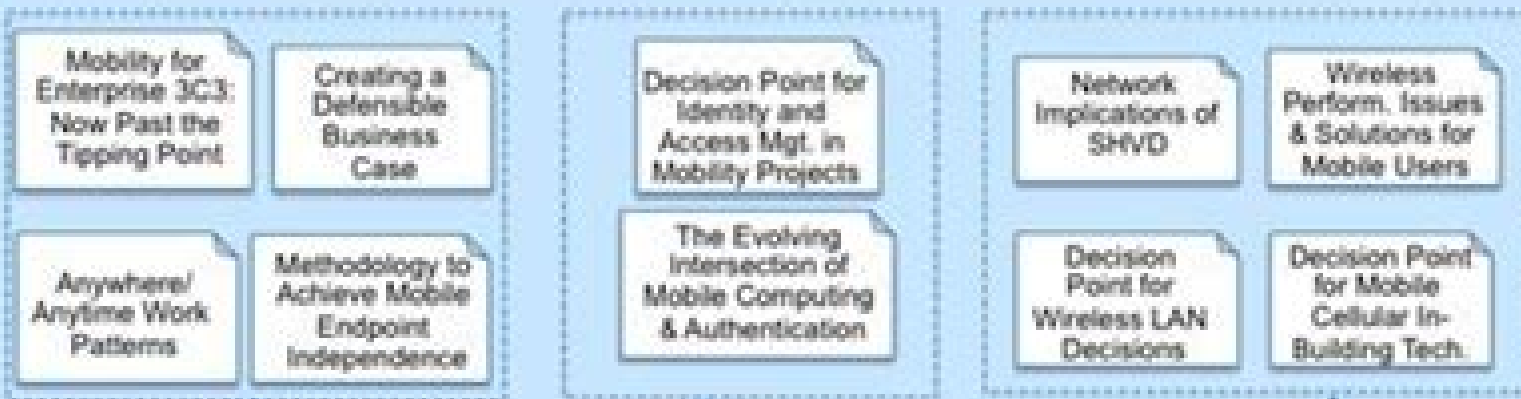 Mobility for
Enterprise 3C3:
Now Past the
Tipping Point
Creating a
Defensible
Business
Case
Anywhere/
Anytime Work
Patterns
Methodology to
Achieve Mobile
Endpoint
Independence
Decision Point for
Identity and
Access Mgt. in
Mobility Projects
The Evolving
Intersection of
Mobile Computing
& Authentication
Network
Implications of
SHVD
Wireless
Perform. Issues
& Solutions for
Mobile Users
Decision
Point for
Wireless LAN
Decisions
Decision Point
for Mobile
Cellular In-
Building Tech.